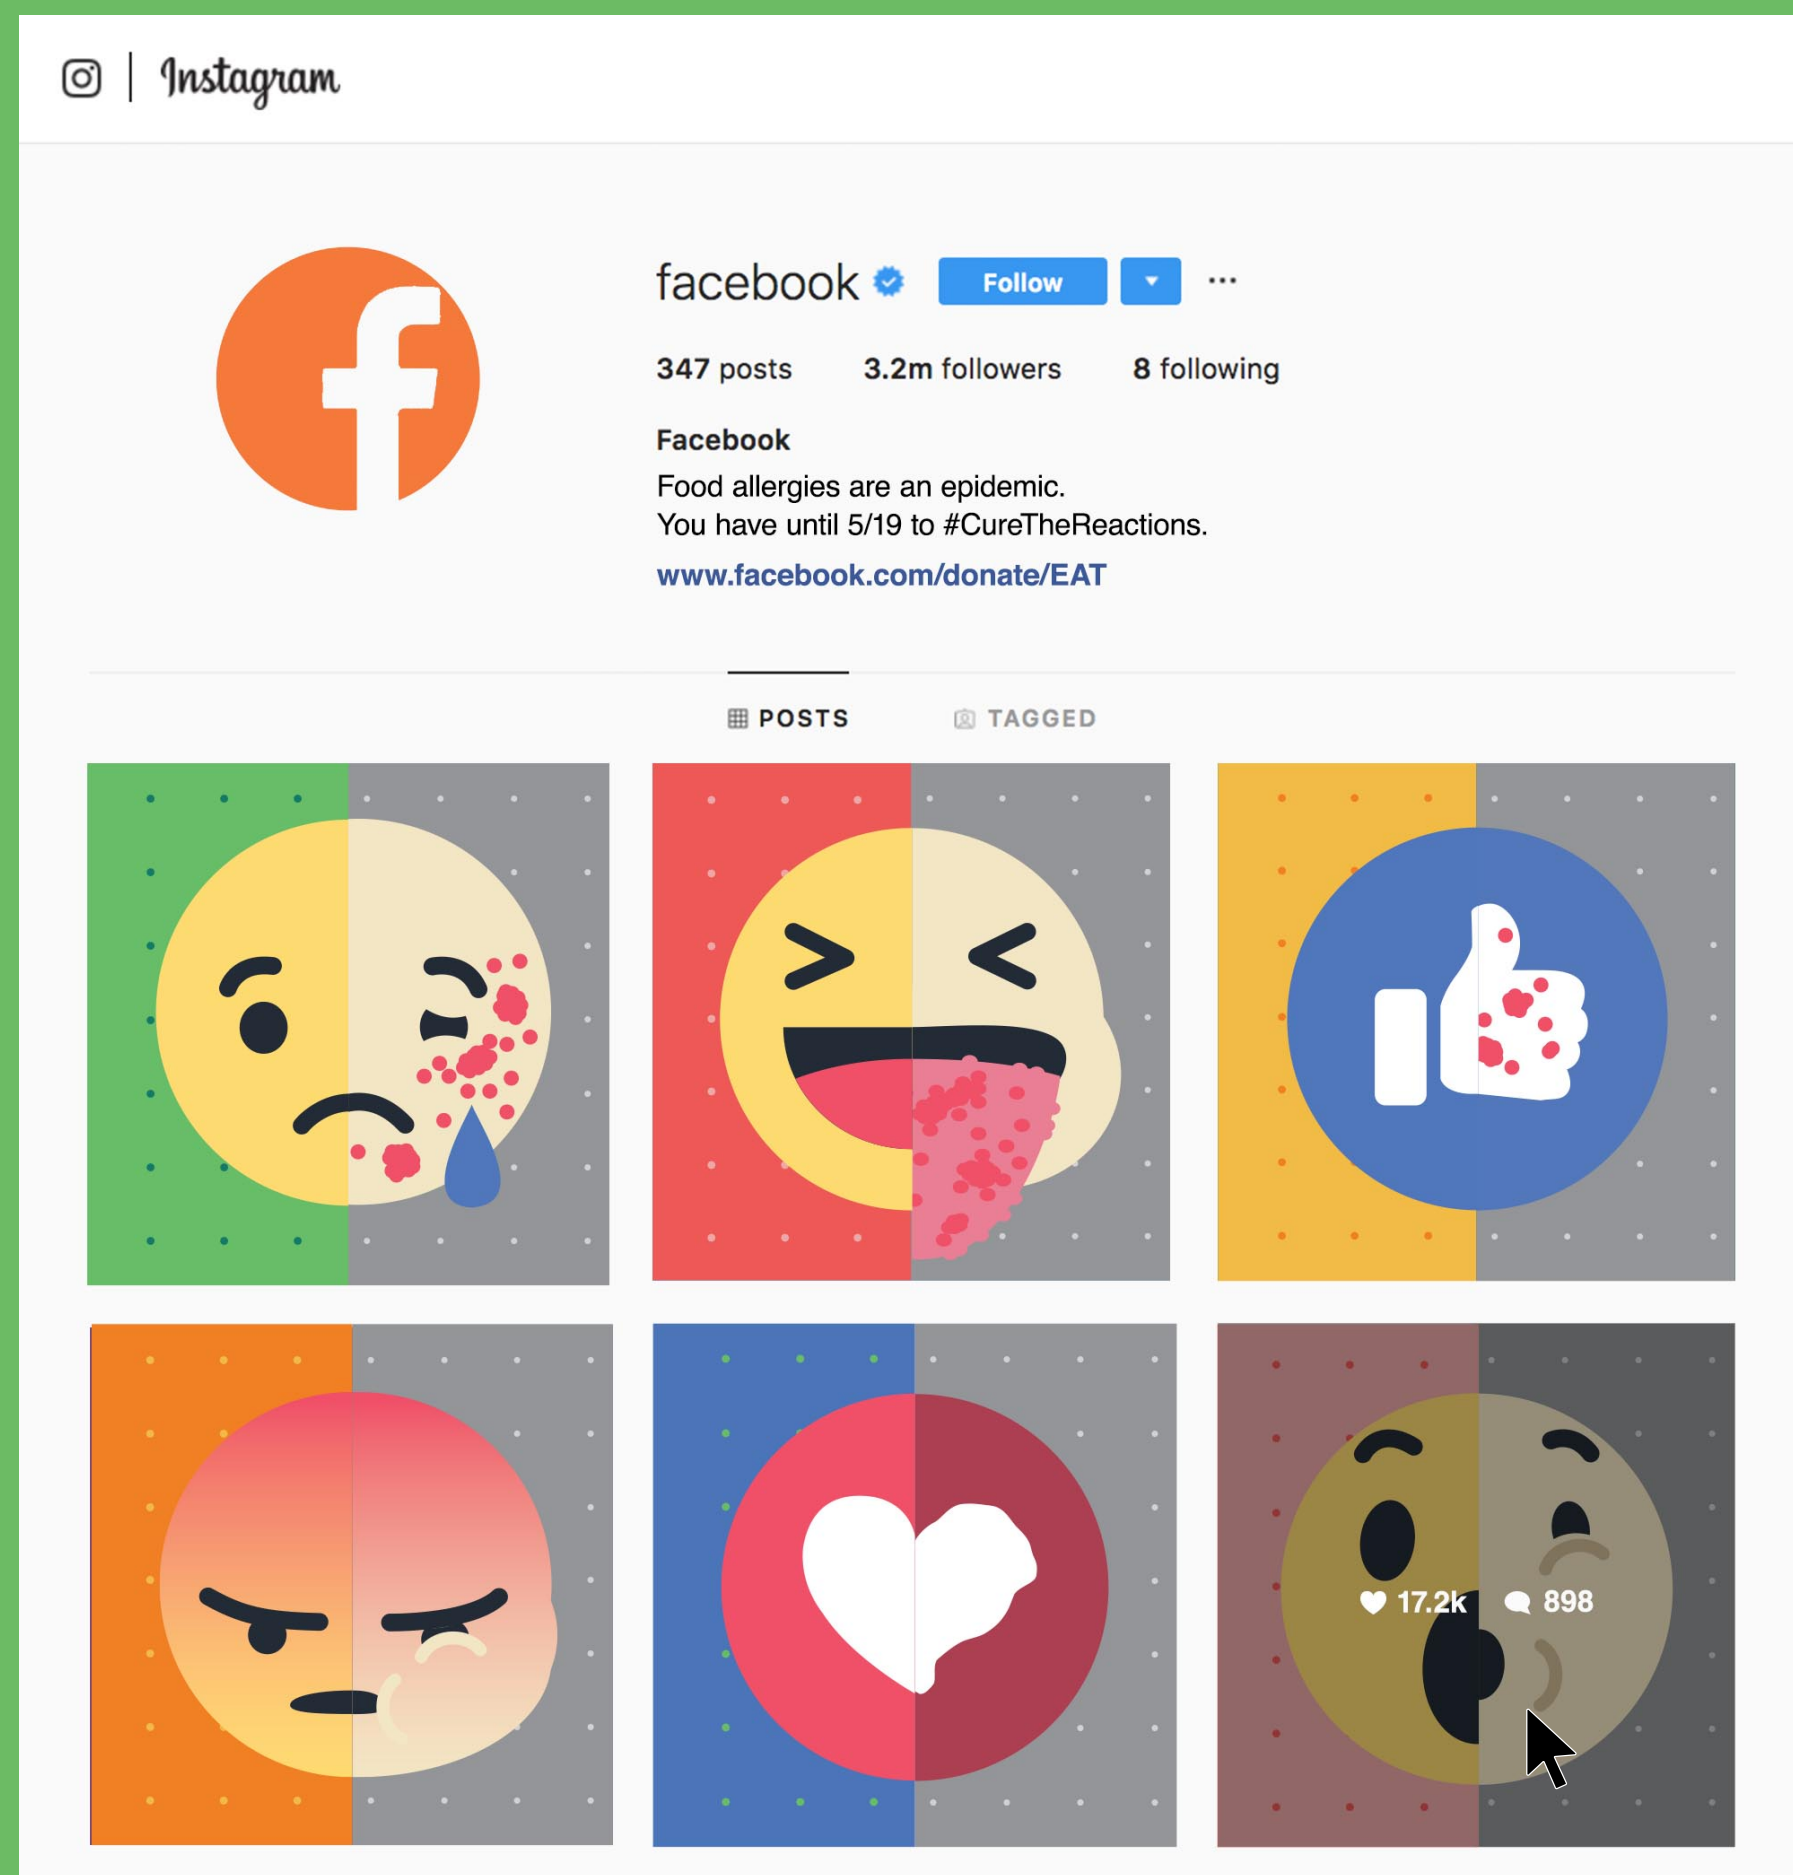 Instagram
facebook Follow ...
347 posts 3.2m followers 8 following
Facebook
Food allergies are an epidemic.
You have until 5/19 to #CureTheReactions.
www.facebook.com/donate/EAT
POSTS TAGGED
17.2k 898